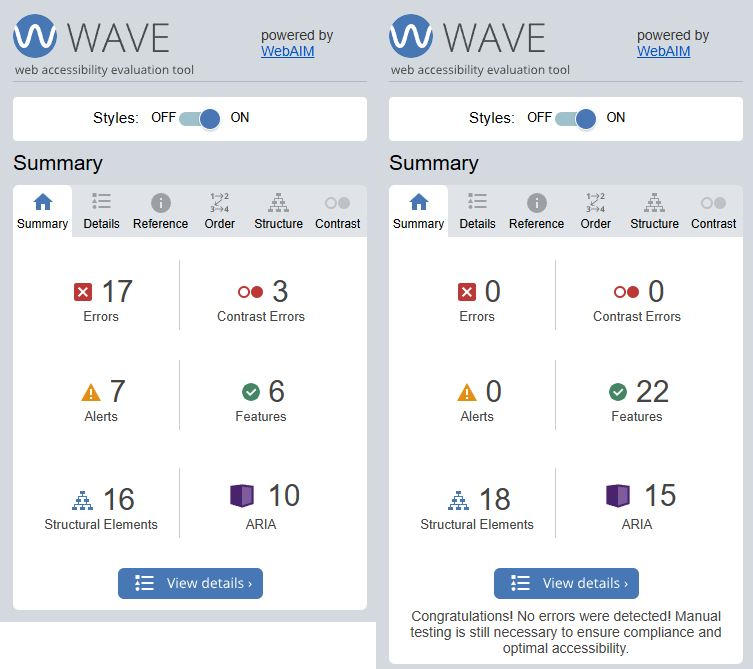 WAVE
powered by
WebAIM
web accessibility evaluation tool
Styles: OFF ON
Summary
Summary Details Reference Order Structure Contrast
17
Errors
3
Contrast Errors
7
Alerts
6
Features
16
Structural Elements
10
ARIA
View details ›
WAVE
powered by
WebAIM
web accessibility evaluation tool
Styles: OFF ON
Summary
Summary Details Reference Order Structure Contrast
0
Errors
0
Contrast Errors
0
Alerts
22
Features
18
Structural Elements
15
ARIA
View details ›
Congratulations! No errors were detected! Manual
testing is still necessary to ensure compliance and
optimal accessibility.